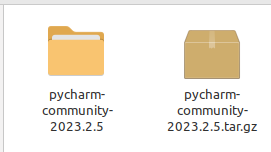 pycharm-
community-
2023.2.5
pycharm-
community-
2023.2.5.tar.gz